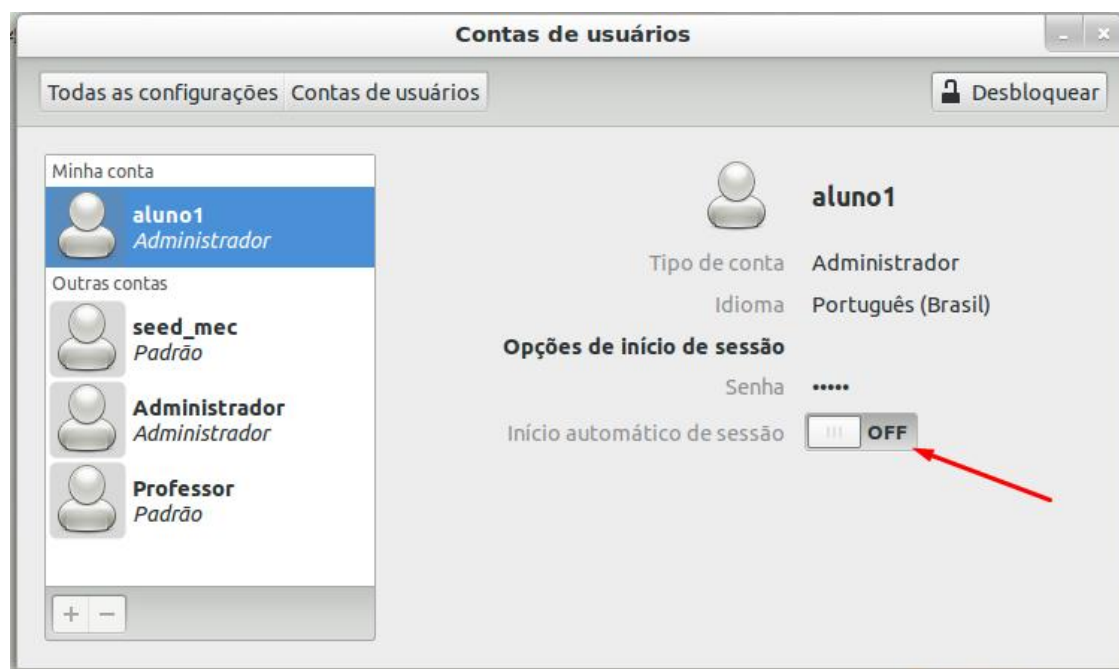 Contas de usuários
Todas as configurações Contas de usuários
Desbloquear
Minha conta
aluno1
Administrador
Outras contas
seed_mec
Padrão
Administrador
Administrador
Professor
Padrão
aluno1
Tipo de conta Administrador
Idioma Português (Brasil)
Opções de início de sessão
Senha •••••
Início automático de sessão OFF